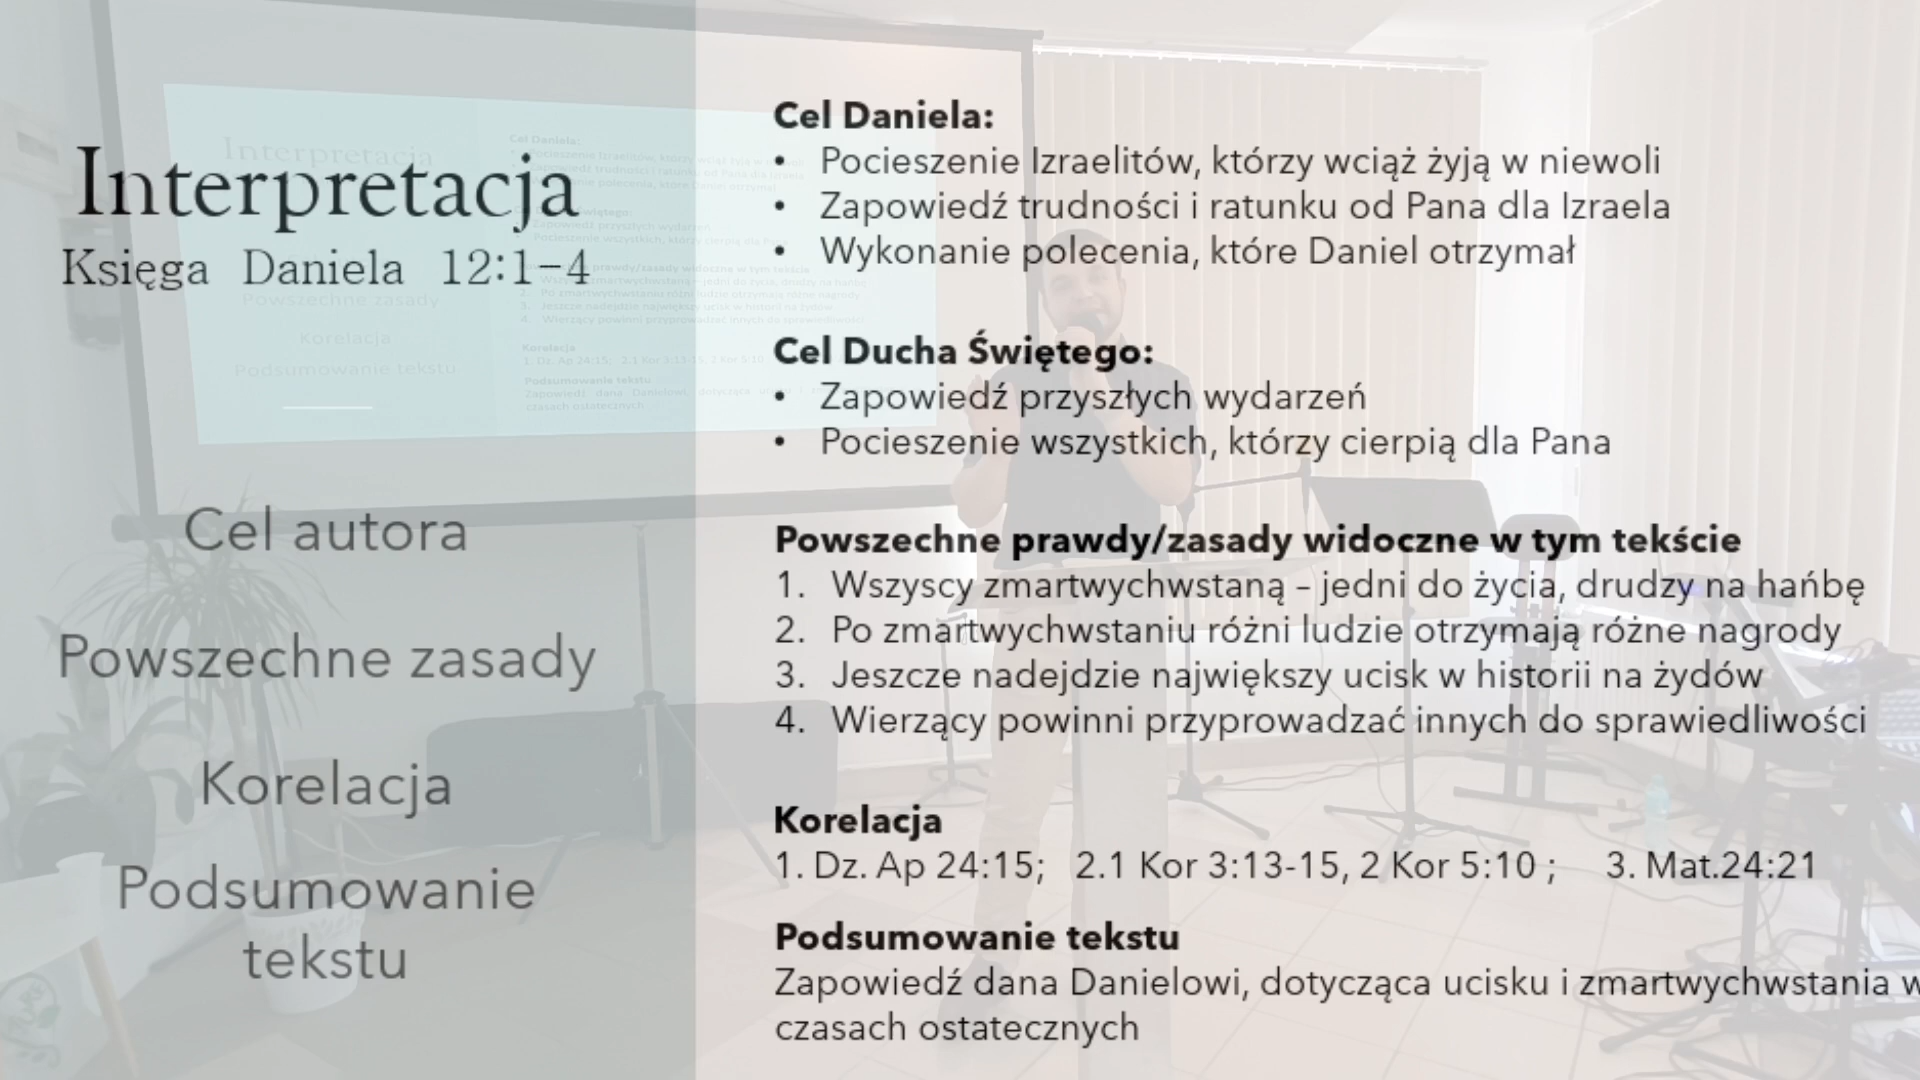 Interpretacja
Księga Daniela 12:1-4
Cel autora
Powszechne zasady
Korelacja
Podsumowanie
tekstu
Cel Daniela:
• Pocieszenie Izraelitów, którzy wciąż żyją w niewoli
• Zapowiedź trudności i ratunku od Pana dla Izraela
• Wykonanie polecenia, które Daniel otrzymał
Cel Ducha Świętego:
• Zapowiedź przyszłych wydarzeń
• Pocieszenie wszystkich, którzy cierpią dla Pana
Powszechne prawdy/zasady widoczne w tym tekście
1. Wszyscy zmartwychwstaną – jedni do życia, drudzy na hańbę
2. Po zmartwychwstaniu różni ludzie otrzymają różne nagrody
3. Jeszcze nadejdzie największy ucisk w historii na żydów
4. Wierzący powinni przyprowadzać innych do sprawiedliwości
Korelacja
1. Dz. Ap 24:15; 2.1 Kor 3:13-15, 2 Kor 5:10 ; 3. Mat.24:21
Podsumowanie tekstu
Zapowiedź dana Danielowi, dotycząca ucisku i zmartwychwstania w
czasach ostatecznych